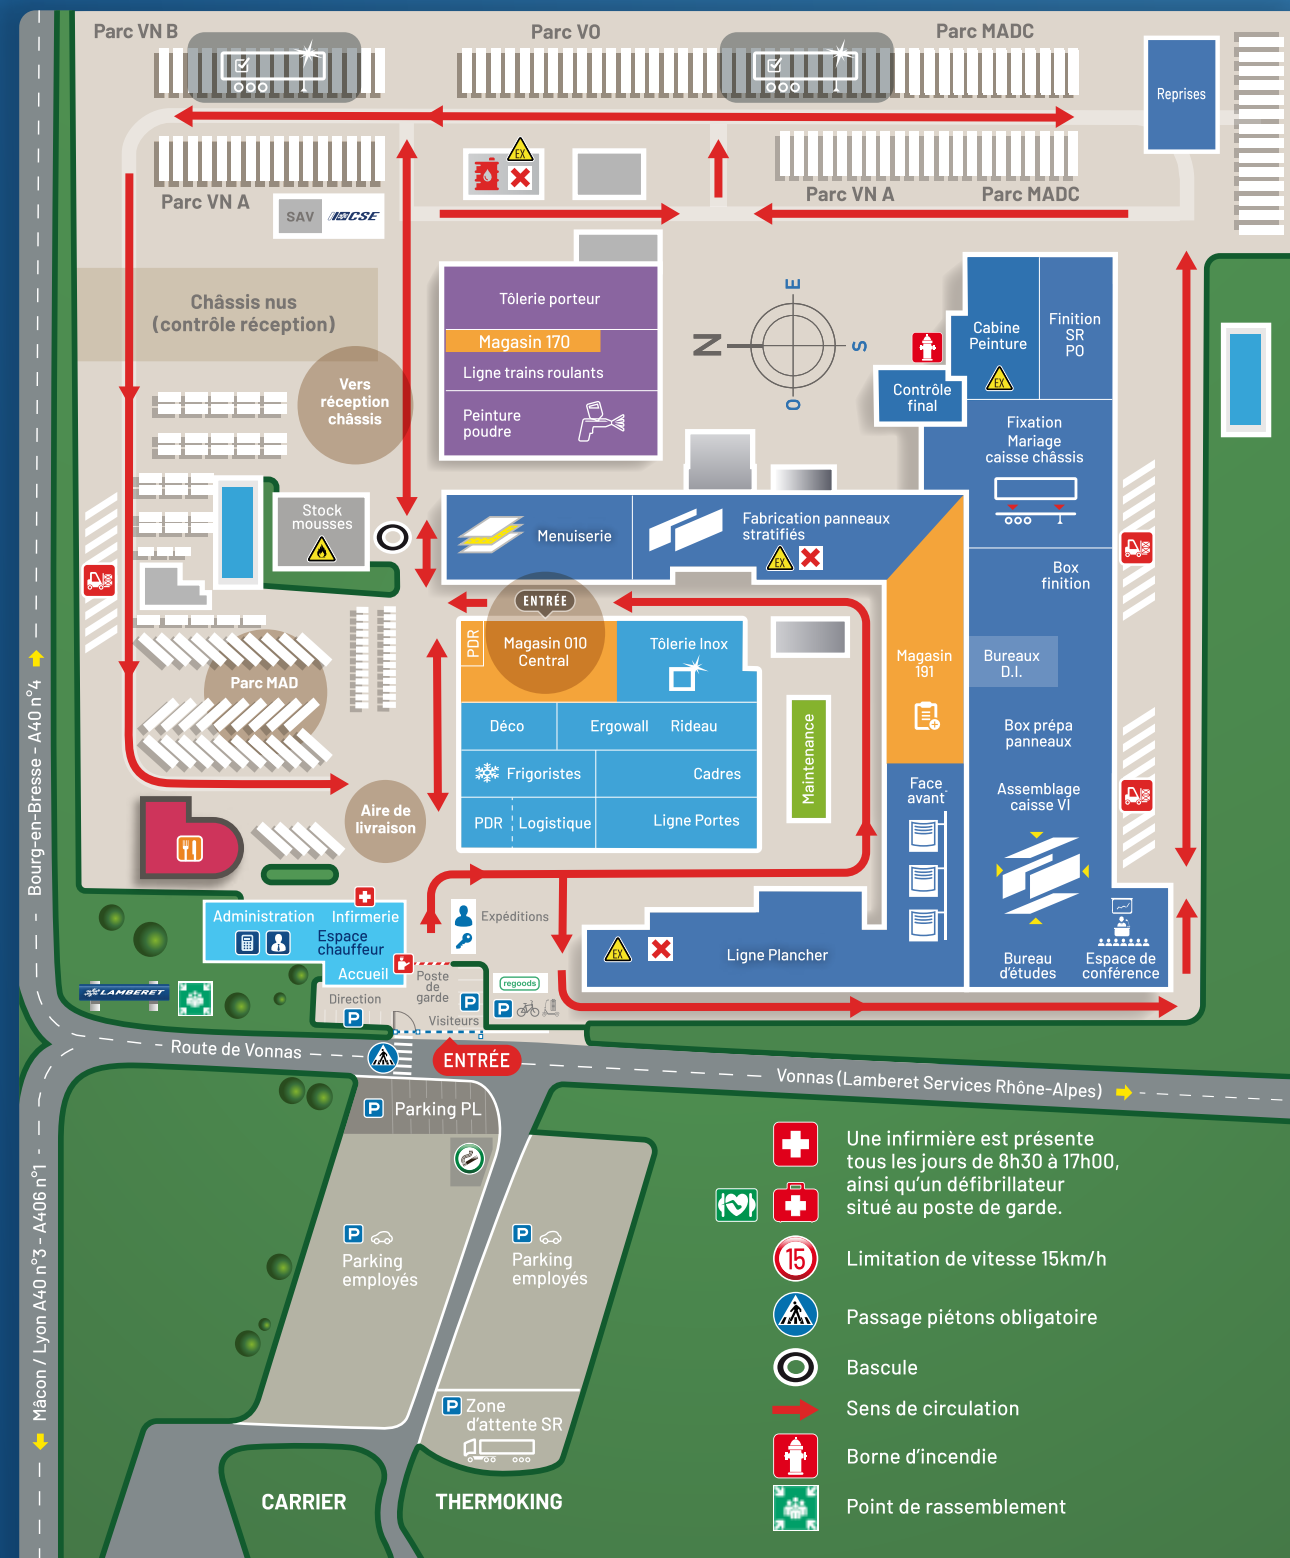 Parc VN B
Parc VO
Parc MADC
Reprises
EX
Parc VN A
SAV
CSE
Parc VN A
Parc MADC
Châssis nus
(contrôle réception)
Tôlerie porteur
Magasin 170
Ligne trains roulants
Peinture
poudre
E
N
S
O
Cabine
Peinture
EX
Finition
SR
PO
Contrôle
final
Vers
réception
châssis
Fixation
Mariage
caisse châssis
Stock
mousses
Menuiserie
Fabrication panneaux
stratifiés
EX
Box
finition
ENTRÉE
PDR
Magasin 010
Central
Tôlerie Inox
Magasin
191
Bureaux
D.I.
Parc MAD
Déco
Ergowall
Rideau
Maintenance
Box prépa
panneaux
Frigoristes
Cadres
Face
avant
Assemblage
caisse VI
Aire de
livraison
PDR
Logistique
Ligne Portes
Administration
Infirmerie
Espace
chauffeur
Accueil
Expéditions
EX
Ligne Plancher
Bureau
d'études
Espace de
conférence
Poste
de
garde
regoods
P
P
LAMBERET
Direction
P
Visiteurs
Bourg-en-Bresse - A40 n°4
Route de Vonnas
ENTRÉE
Vonnas (Lamberet Services Rhône-Alpes)
P Parking PL
Mâcon / Lyon A40 n°3 - A406 n°1
P
Parking
employés
P
Parking
employés
P Zone
d'attente SR
CARRIER
THERMOKING
Une infirmière est présente
tous les jours de 8h30 à 17h00,
ainsi qu'un défibrillateur
situé au poste de garde.
15
Limitation de vitesse 15km/h
Passage piétons obligatoire
Bascule
Sens de circulation
Borne d'incendie
Point de rassemblement